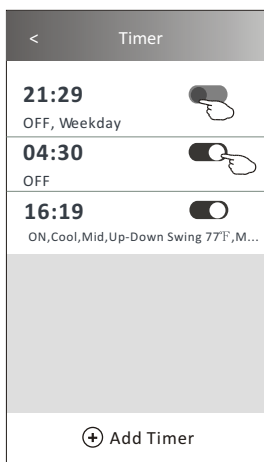 < Timer
21:29
OFF, Weekday
04:30
OFF
16:19
ON,Cool,Mid,Up-Down Swing 77℉,M...
Add Timer